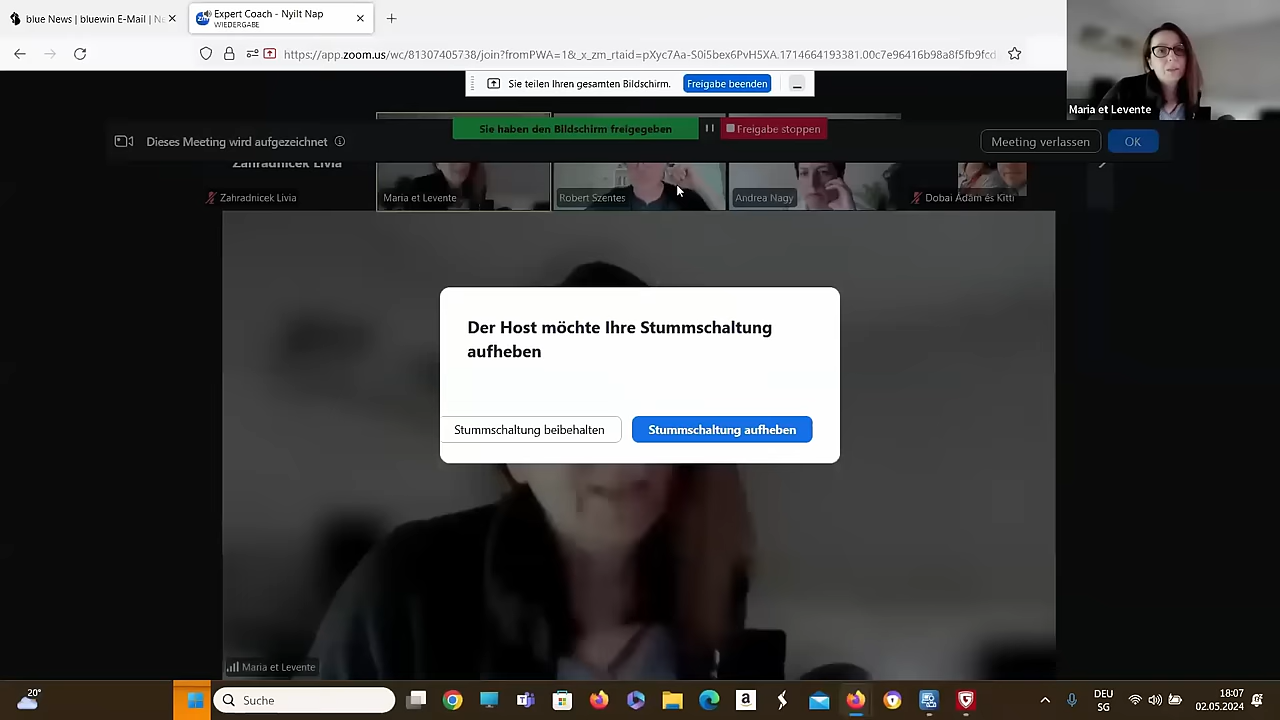 blue News | bluewin E-Mail | Ne
Expert Coach - Nyilt Nap
WIEDERGABE
https://app.zoom.us/wc/81307405738/join?fromPWA=1&_x_zm_rtaid=pXyc7Aa-S0i5bex6PvH5XA.1714664193381.00c7e96416b98a8f5fb9fcd
Maria et Levente
Sie teilen Ihren gesamten Bildschirm.
Freigabe beenden
Sie haben den Bildschirm freigegeben
Freigabe stoppen
Dieses Meeting wird aufgezeichnet
Meeting verlassen
OK
Zahradnicek Livia
Zahradnicek Livia
Maria et Levente
Robert Szentes
Andrea Nagy
Dobai Ádám és Kitti
Der Host möchte Ihre Stummschaltung
aufheben
Stummschaltung beibehalten
Stummschaltung aufheben
Maria et Levente
20°
Suche
DEU
SG
18:07
02.05.2024